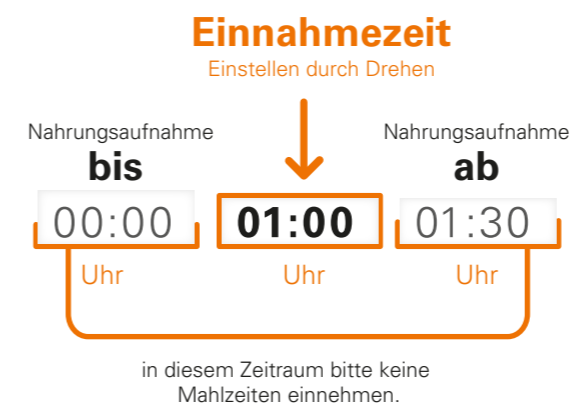 Einnahmezeit
Einstellen durch Drehen
Nahrungsaufnahme
bis
Nahrungsaufnahme
ab
00:00
01:00
01:30
Uhr
Uhr
Uhr
in diesem Zeitraum bitte keine
Mahlzeiten einnehmen.